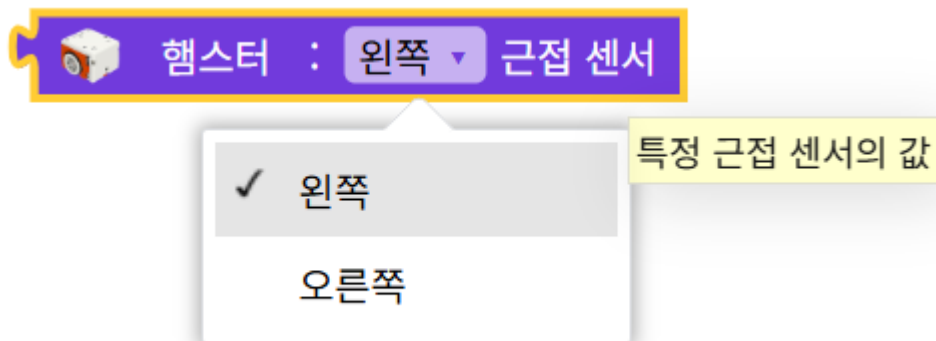 햄스터 : 왼쪽 ▼ 근접 센서
특정 근접 센서의 값
✓ 왼쪽
오른쪽